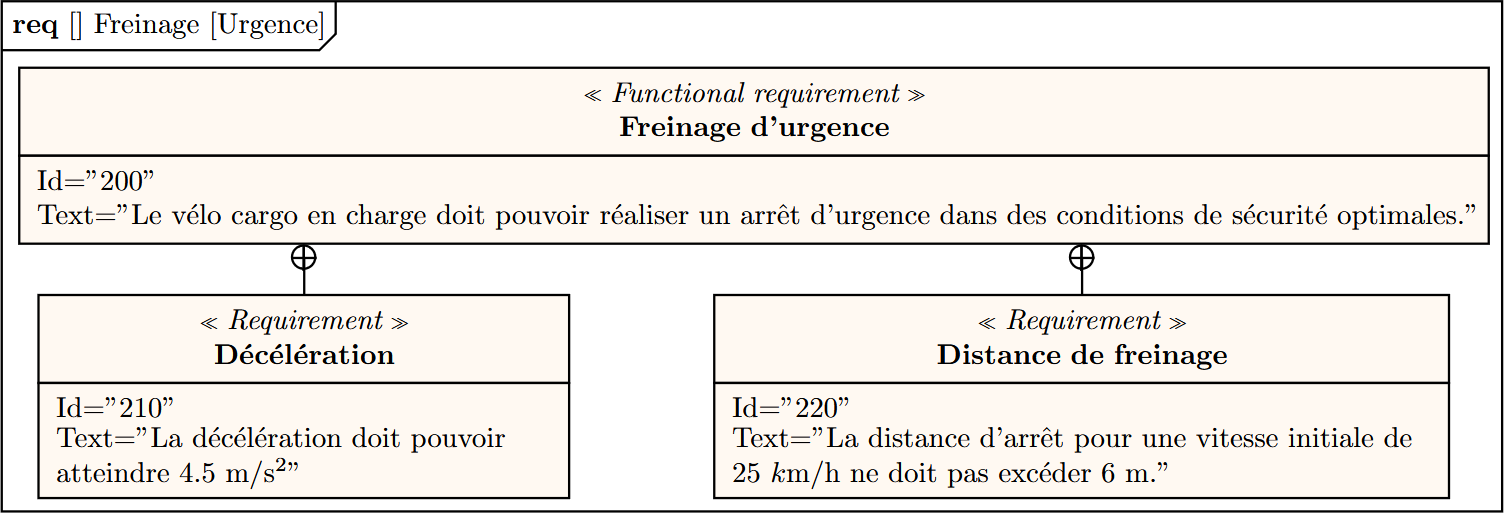 req [] Freinage [Urgence]
≪ Functional requirement ≫
Freinage d’urgence
Id=”200”
Text=”Le vélo cargo en charge doit pouvoir réaliser un arrêt d’urgence dans des conditions de sécurité optimales.”
≪ Requirement ≫
Décélération
Id=”210”
Text=”La décélération doit pouvoir
atteindre 4.5 m/s²”
≪ Requirement ≫
Distance de freinage
Id=”220”
Text=”La distance d’arrêt pour une vitesse initiale de
25 km/h ne doit pas excéder 6 m.”